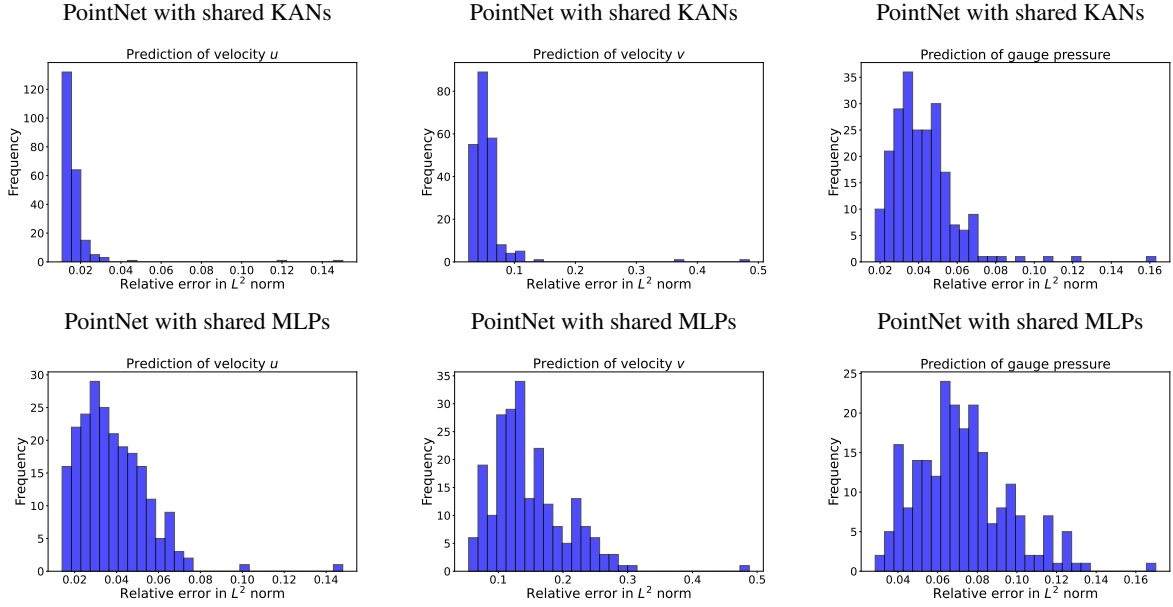 PointNet with shared KANs
PointNet with shared KANs
PointNet with shared KANs
Prediction of velocity u
Frequency
120
100
80
60
40
20
0
0.02 0.04 0.06 0.08 0.10 0.12 0.14
Relative error in L² norm
Prediction of velocity v
Frequency
80
60
40
20
0
0.1 0.2 0.3 0.4 0.5
Relative error in L² norm
Prediction of gauge pressure
Frequency
35
30
25
20
15
10
5
0
0.02 0.04 0.06 0.08 0.10 0.12 0.14 0.16
Relative error in L² norm
PointNet with shared MLPs
PointNet with shared MLPs
PointNet with shared MLPs
Prediction of velocity u
Frequency
30
25
20
15
10
5
0
0.02 0.04 0.06 0.08 0.10 0.12 0.14
Relative error in L² norm
Prediction of velocity v
Frequency
35
30
25
20
15
10
5
0
0.1 0.2 0.3 0.4 0.5
Relative error in L² norm
Prediction of gauge pressure
Frequency
25
20
15
10
5
0
0.04 0.06 0.08 0.10 0.12 0.14 0.16
Relative error in L² norm